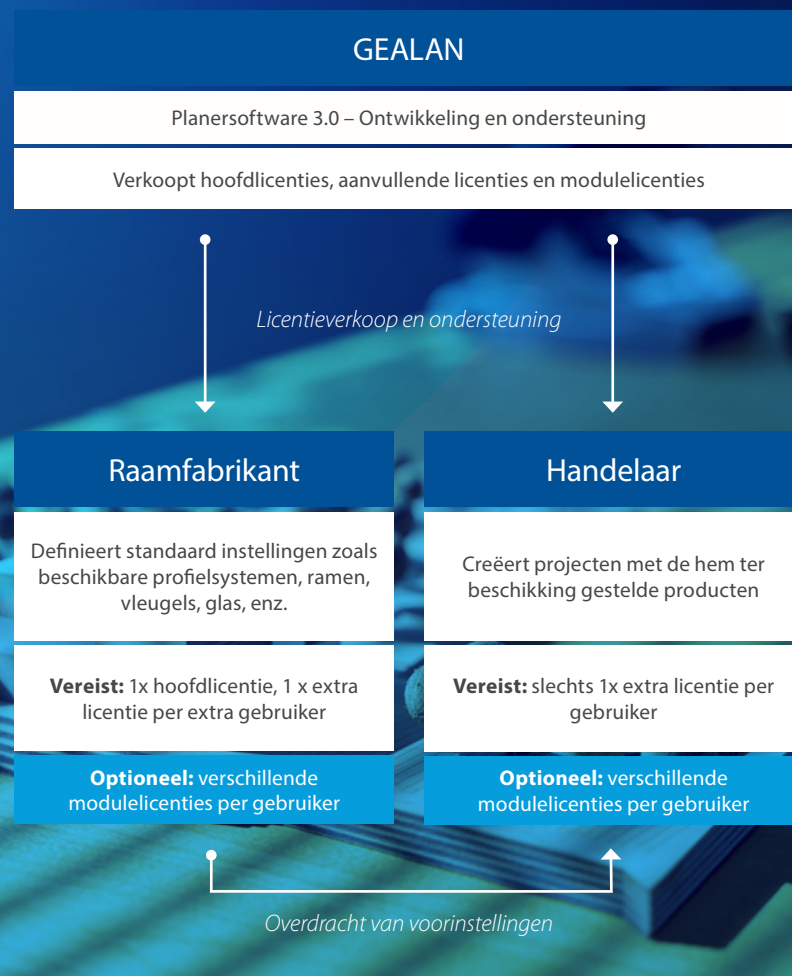 GEALAN
Planersoftware 3.0 – Ontwikkeling en ondersteuning
Verkoopt hoofdlicenties, aanvullende licenties en modulelicenties
Licentieverkoop en ondersteuning
Raamfabrikant
Definieert standaard instellingen zoals
beschikbare profielsystemen, ramen,
vleugels, glas, enz.
Vereist: 1x hoofdlicentie, 1 x extra
licentie per extra gebruiker
Optioneel: verschillende
modulelicenties per gebruiker
Handelaar
Creëert projecten met de hem ter
beschikking gestelde producten
Vereist: slechts 1x extra licentie per
gebruiker
Optioneel: verschillende
modulelicenties per gebruiker
Overdracht van voorinstellingen